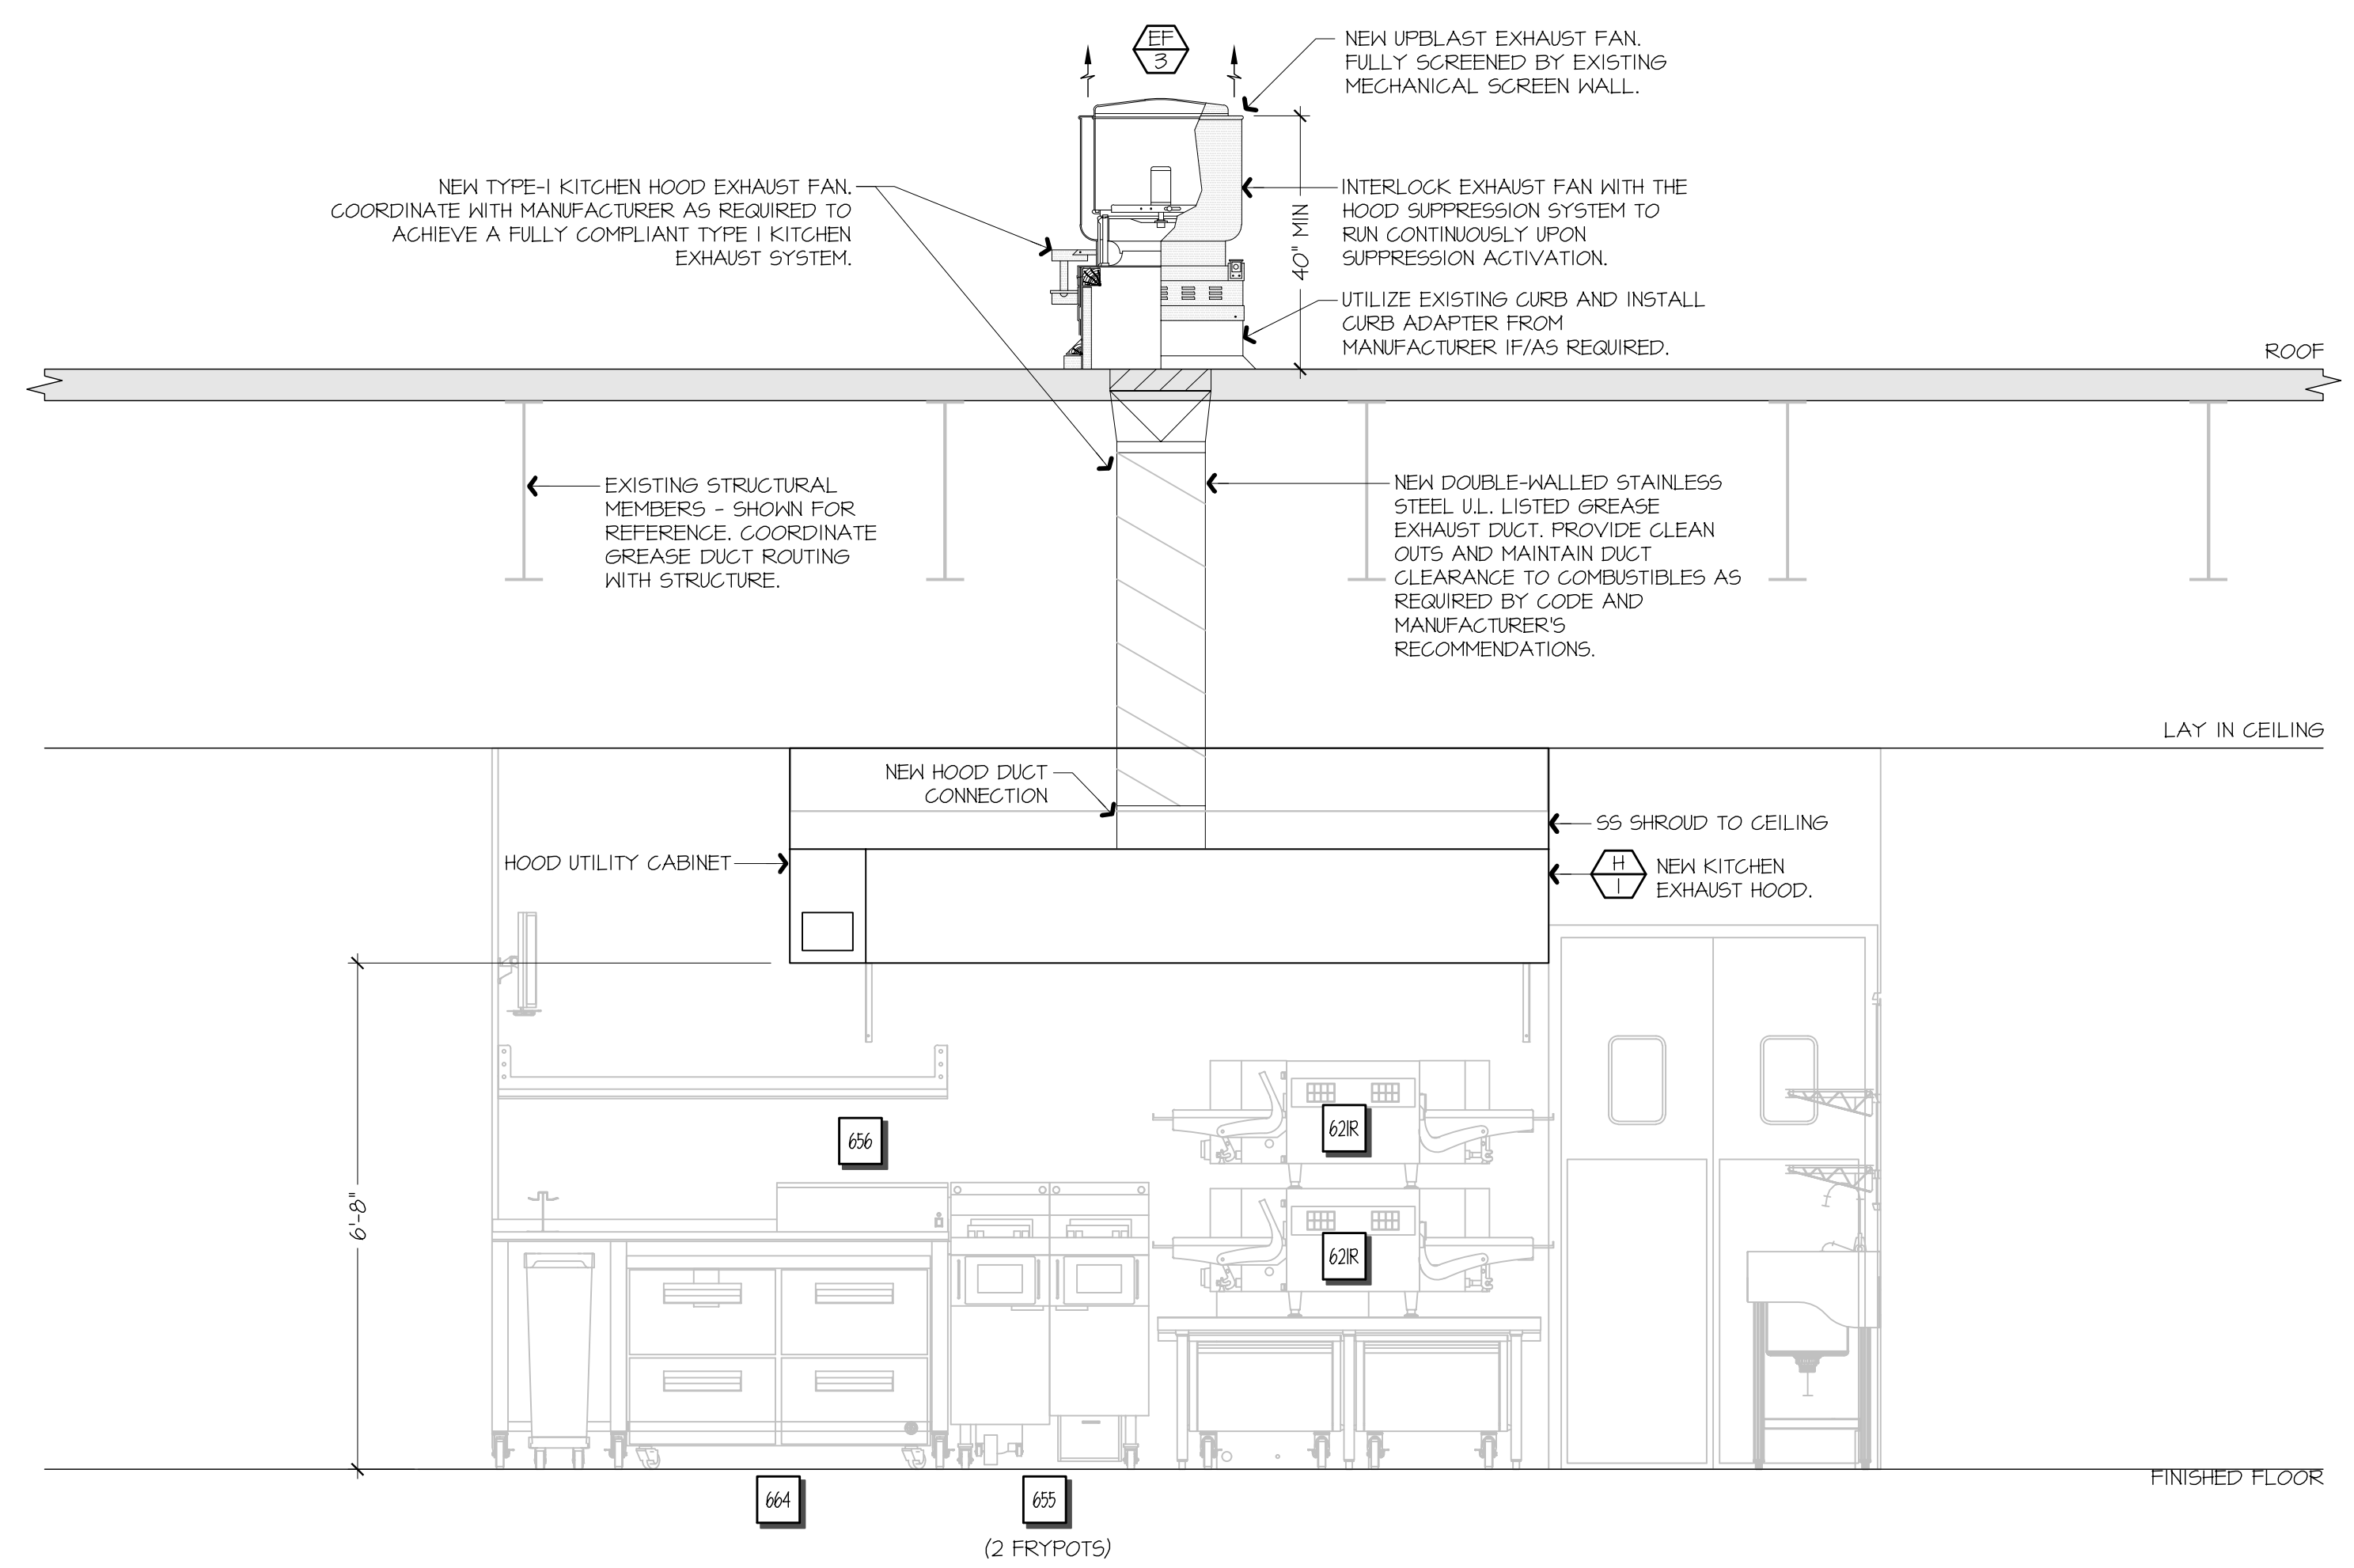 EF
3
NEW UPBLAST EXHAUST FAN.
FULLY SCREENED BY EXISTING
MECHANICAL SCREEN WALL.
NEW TYPE-I KITCHEN HOOD EXHAUST FAN.
COORDINATE WITH MANUFACTURER AS REQUIRED TO
ACHIEVE A FULLY COMPLIANT TYPE I KITCHEN
EXHAUST SYSTEM.
40" MIN
INTERLOCK EXHAUST FAN WITH THE
HOOD SUPPRESSION SYSTEM TO
RUN CONTINUOUSLY UPON
SUPPRESSION ACTIVATION.
UTILIZE EXISTING CURB AND INSTALL
CURB ADAPTER FROM
MANUFACTURER IF/AS REQUIRED.
ROOF
EXISTING STRUCTURAL
MEMBERS - SHOWN FOR
REFERENCE. COORDINATE
GREASE DUCT ROUTING
WITH STRUCTURE.
NEW DOUBLE-WALLED STAINLESS
STEEL U.L. LISTED GREASE
EXHAUST DUCT. PROVIDE CLEAN
OUTS AND MAINTAIN DUCT
CLEARANCE TO COMBUSTIBLES AS
REQUIRED BY CODE AND
MANUFACTURER'S
RECOMMENDATIONS.
LAY IN CEILING
NEW HOOD DUCT
CONNECTION
SS SHROUD TO CEILING
HOOD UTILITY CABINET
H
1
NEW KITCHEN
EXHAUST HOOD.
6'-8"
656
621R
621R
FINISHED FLOOR
664
655
(2 FRYPOTS)